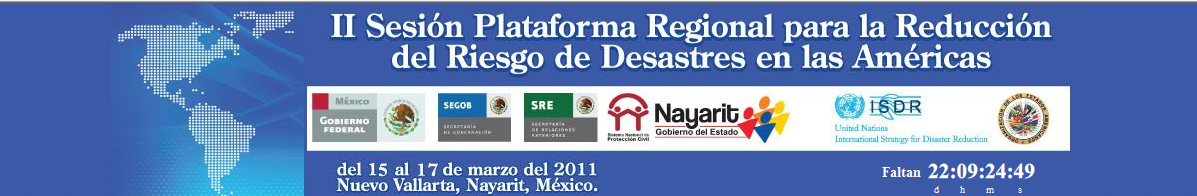 II Sesión Plataforma Regional para la Reducción
del Riesgo de Desastres en las Américas
México
GOBIERNO
FEDERAL
SEGOB
SECRETARÍA
DE GOBERNACIÓN
SRE
SECRETARÍA
DE RELACIONES
EXTERIORES
Sistema Nacional de
Protección Civil
Nayarit
Gobierno del Estado
ISDR
United Nations
International Strategy for Disaster Reduction
del 15 al 17 de marzo del 2011
Nuevo Vallarta, Nayarit, México.
Faltan 22:09:24:49
d h m s